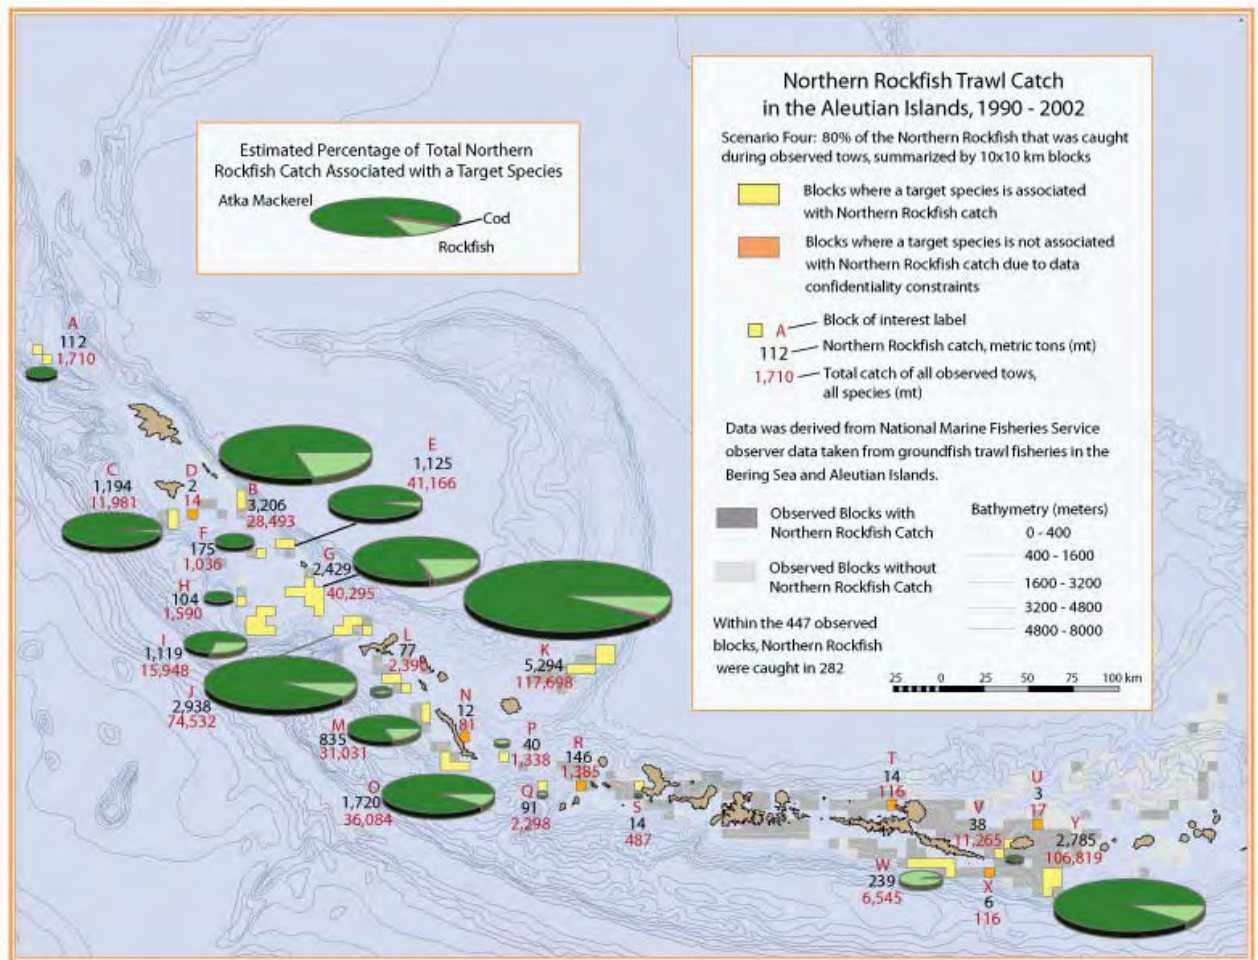 Northern Rockfish Trawl Catch
in the Aleutian Islands, 1990 - 2002
Scenario Four: 80% of the Northern Rockfish that was caught
during observed tows, summarized by 10x10 km blocks
Blocks where a target species is associated
with Northern Rockfish catch
Blocks where a target species is not associated
with Northern Rockfish catch due to data
confidentiality constraints
A
Block of interest label
112
Northern Rockfish catch, metric tons (mt)
1,710
Total catch of all observed tows,
all species (mt)
Data was derived from National Marine Fisheries Service
observer data taken from groundfish trawl fisheries in the
Bering Sea and Aleutian Islands.
Observed Blocks with
Northern Rockfish Catch
Observed Blocks without
Northern Rockfish Catch
Within the 447 observed
blocks, Northern Rockfish
were caught in 282
Bathymetry (meters)
0 - 400
400 - 1600
1600 - 3200
3200 - 4800
4800 - 8000
25 0 25 50 75 100 km
Estimated Percentage of Total Northern
Rockfish Catch Associated with a Target Species
Atka Mackerel
Cod
Rockfish
A
112
1,710
B
3,206
28,493
C
1,194
11,981
D
2
14
E
1,125
41,166
F
175
1,036
G
2,429
40,295
H
104
1,590
I
1,119
15,948
J
2,938
74,532
K
5,294
117,698
L
77
2,390
M
835
31,031
N
12
81
O
1,720
36,084
P
40
1,338
Q
91
2,298
R
146
1,385
S
14
487
T
14
116
U
3
17
V
38
11,265
W
239
6,545
X
6
116
Y
2,785
106,819